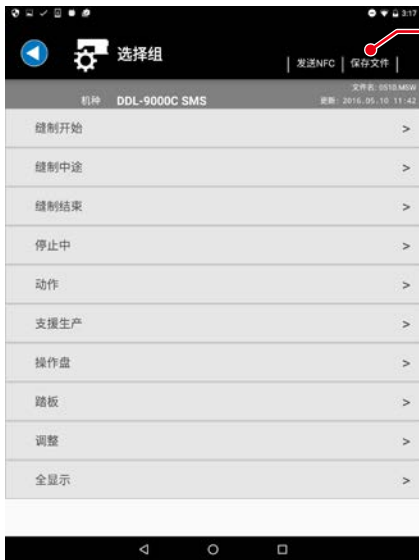 3:17
选择组
发送NFC
保存文件
机种 DDL-9000C SMS
文件名: 0510.MSW
更新: 2016.05.10 11:42
缝制开始 >
缝制中途 >
缝制结束 >
停止中 >
动作 >
支援生产 >
操作盘 >
踏板 >
调整 >
全显示 >